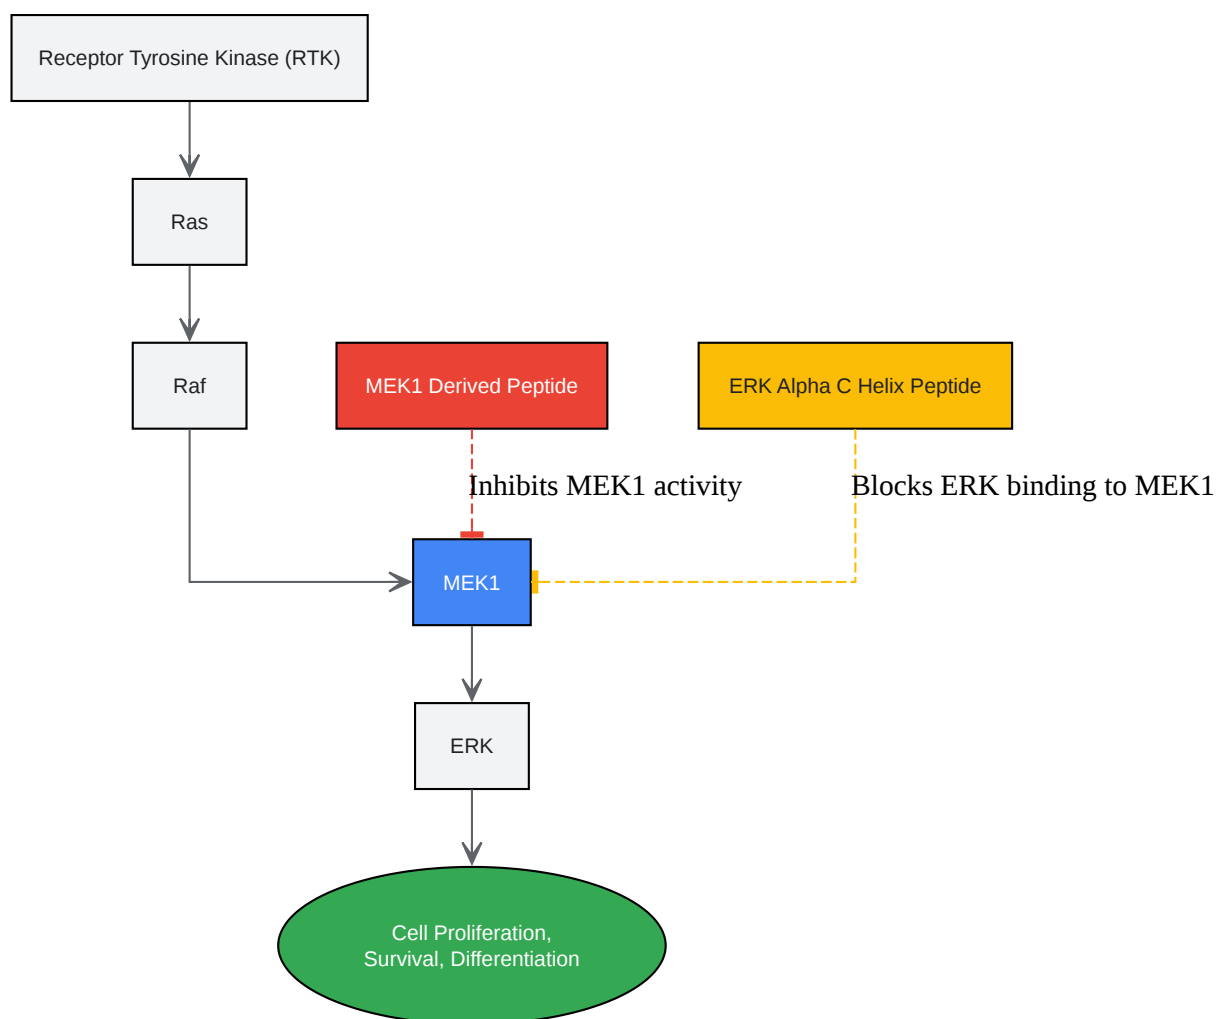 Receptor Tyrosine Kinase (RTK)
Ras
Raf
MEK1 Derived Peptide
ERK Alpha C Helix Peptide
Inhibits MEK1 activity
Blocks ERK binding to MEK1
MEK1
ERK
Cell Proliferation,
Survival, Differentiation